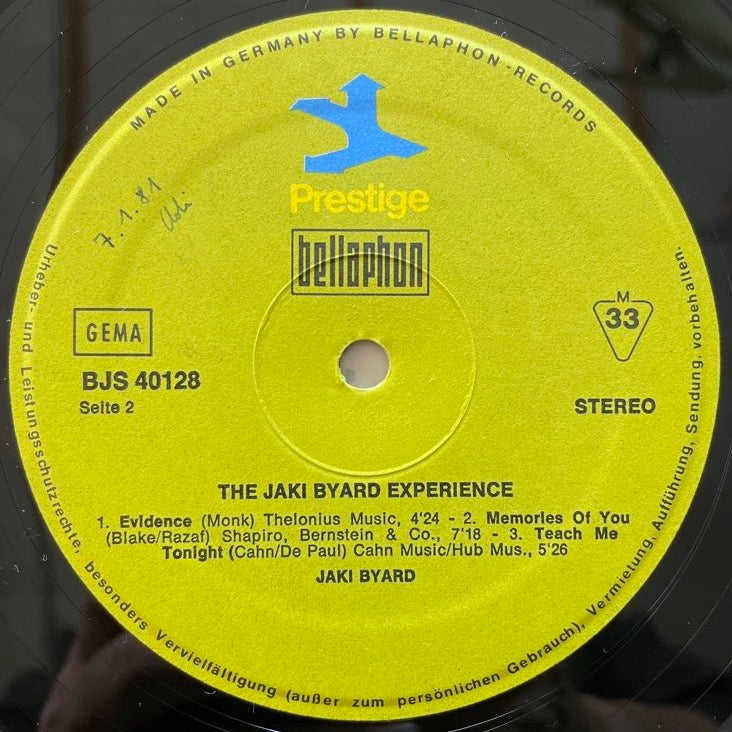 MADE IN GERMANY BY BELLAPHON-RECORDS
Prestige
bellaphon
7.1.81
GEMA
M
33
BJS 40128
Seite 2
STEREO
THE JAKI BYARD EXPERIENCE
1. Evidence (Monk) Thelonius Music, 4'24 - 2. Memories Of You
(Blake/Razaf) Shapiro, Bernstein & Co., 7'18 - 3. Teach Me
Tonight (Cahn/De Paul) Cahn Music/Hub Mus., 5'26
JAKI BYARD
Urheber- und Leistungsschutzrechte, besonders Vervielfältigung (außer zum persönlichen Gebrauch), Vermietung, Aufführung, Sendung, vorbehalten.